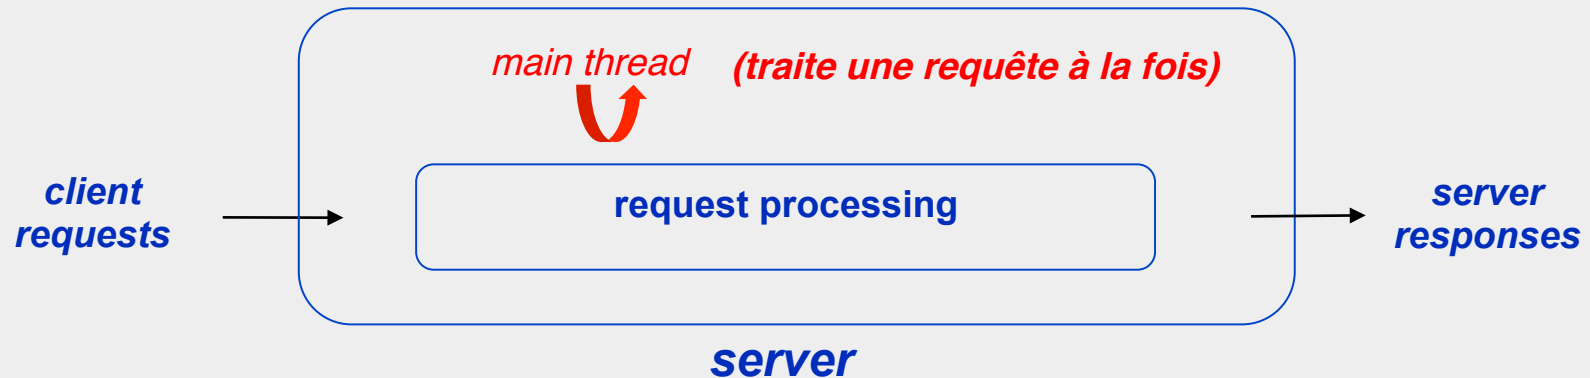 main thread (traite une requête à la fois)
client
requests
request processing
server
responses
server